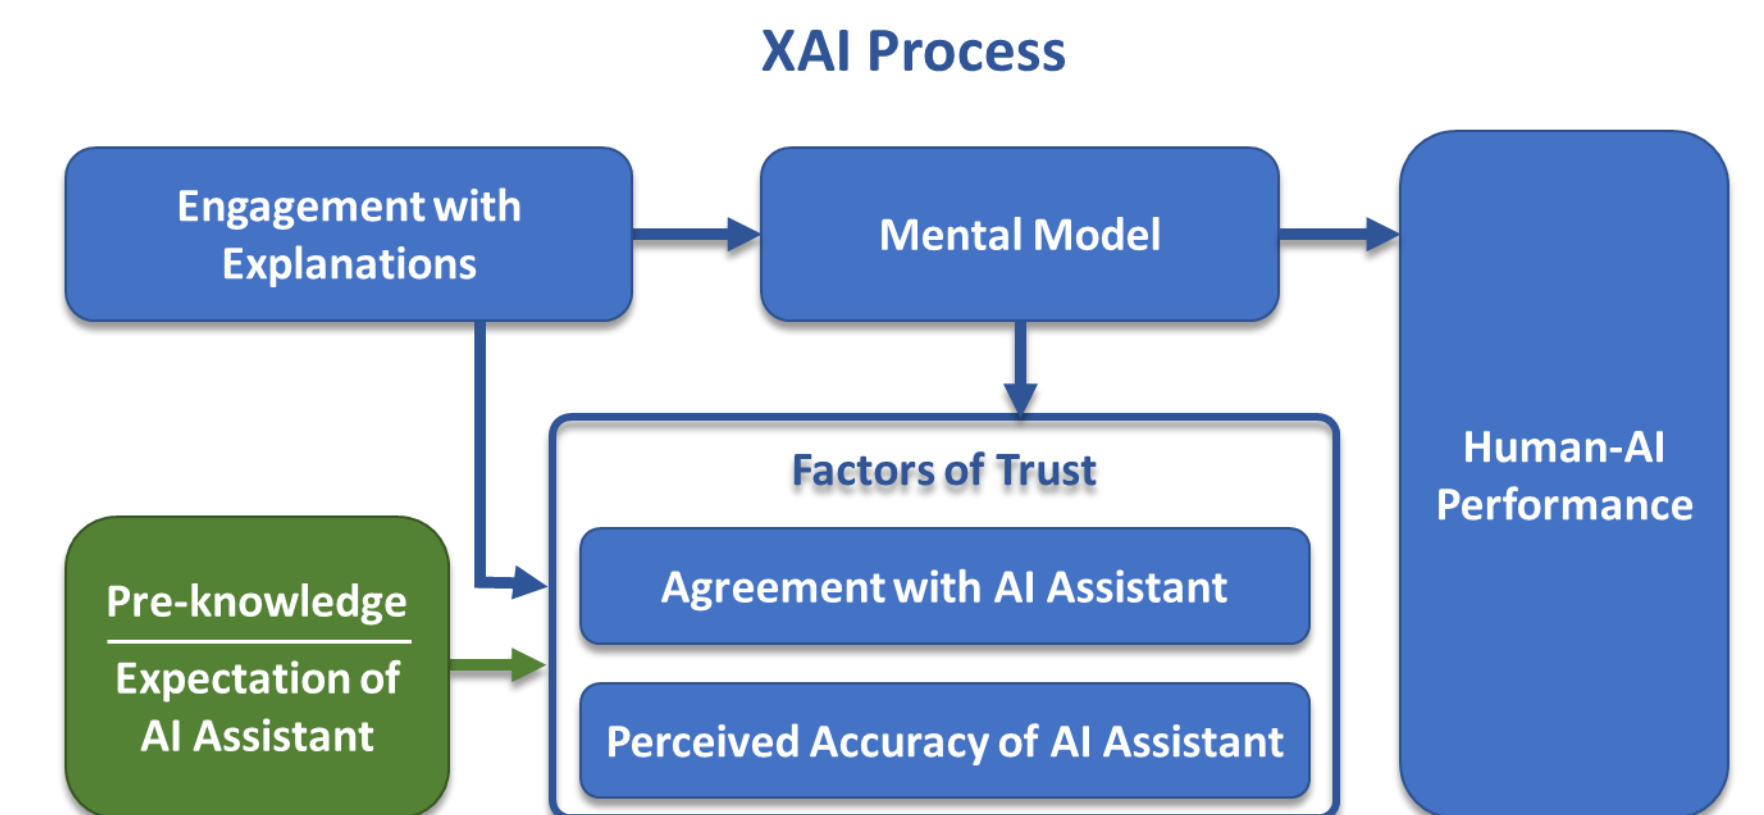 XAI Process
Engagement with
Explanations
Mental Model
Human-AI
Performance
Factors of Trust
Agreement with AI Assistant
Perceived Accuracy of AI Assistant
Pre-knowledge
Expectation of
AI Assistant